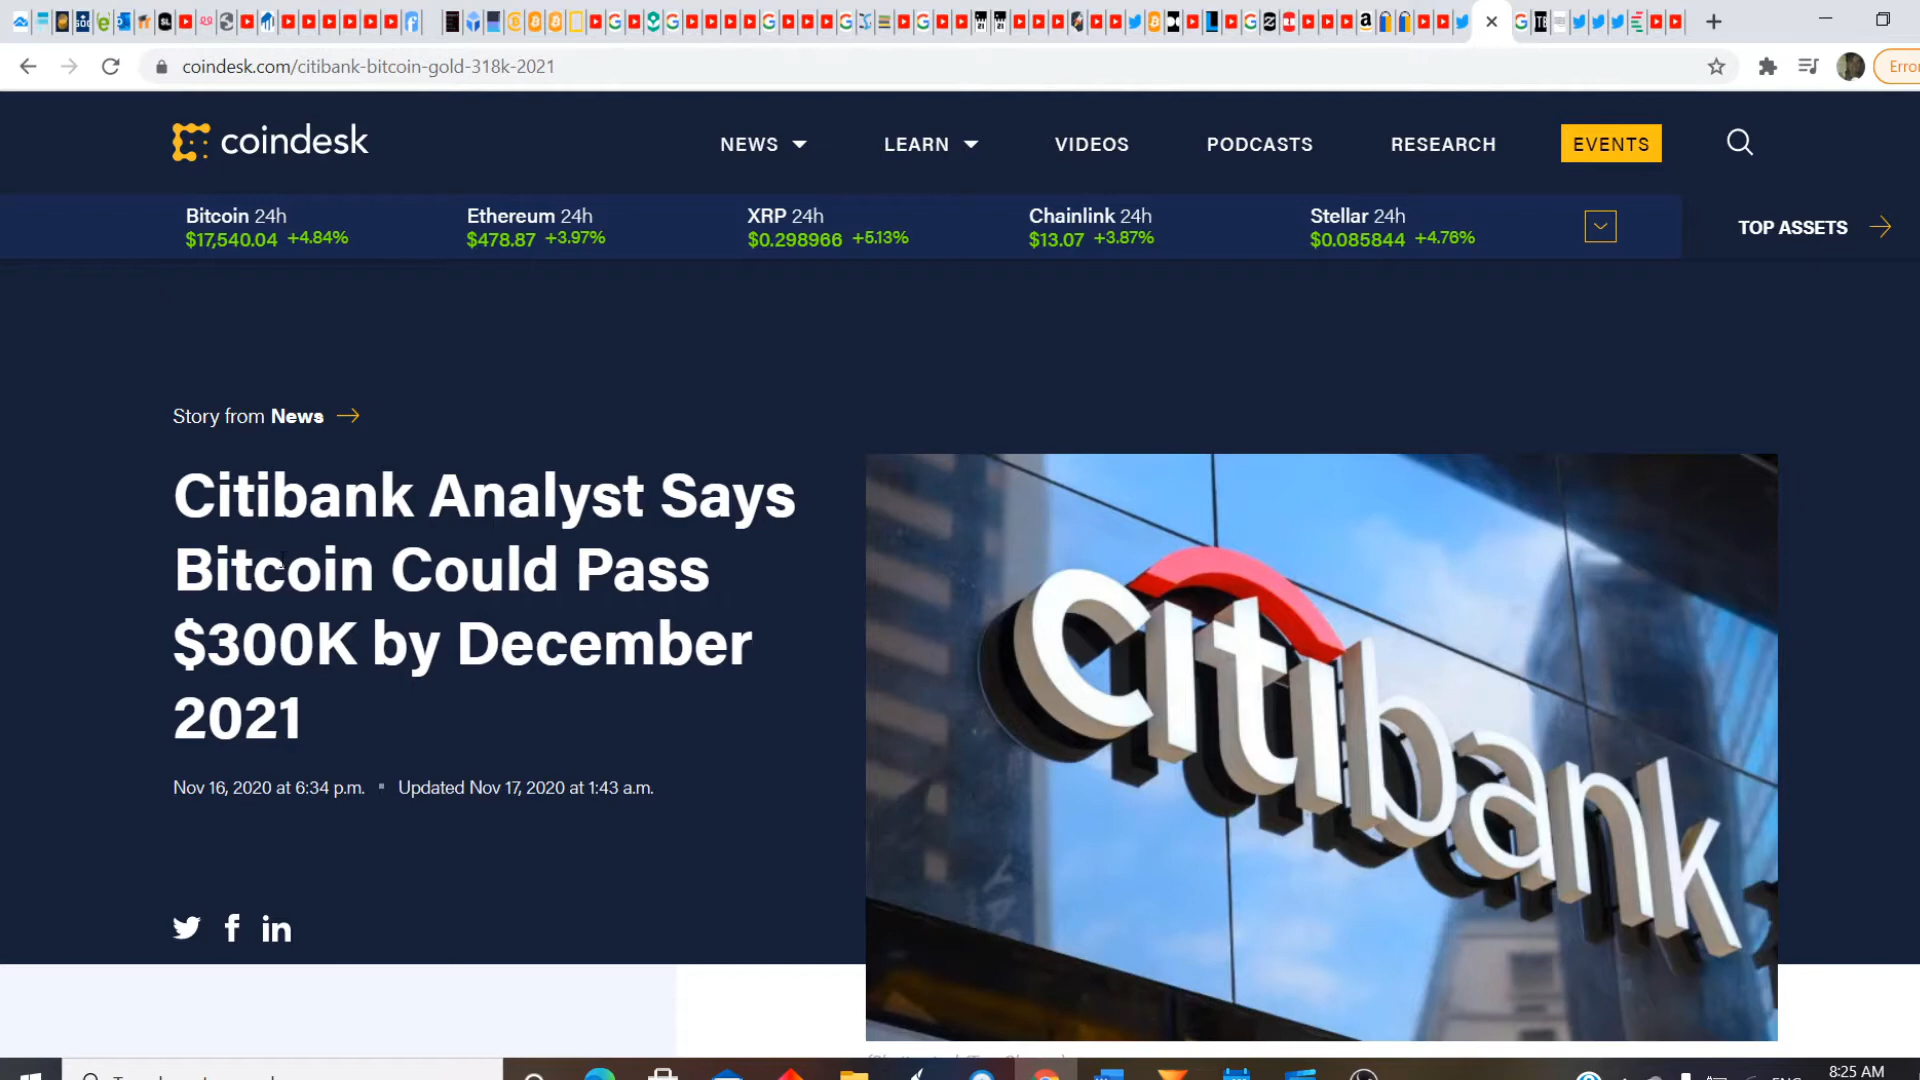 coindesk.com/citibank-bitcoin-gold-318k-2021
coindesk
NEWS
LEARN
VIDEOS
PODCASTS
RESEARCH
EVENTS
Bitcoin 24h
$17,540.04 +4.84%
Ethereum 24h
$478.87 +3.97%
XRP 24h
$0.298966 +5.13%
Chainlink 24h
$13.07 +3.87%
Stellar 24h
$0.085844 +4.76%
TOP ASSETS
Story from News
Citibank Analyst Says
Bitcoin Could Pass
$300K by December
2021
Nov 16, 2020 at 6:34 p.m. ▪ Updated Nov 17, 2020 at 1:43 a.m.
citibank
8:25 AM